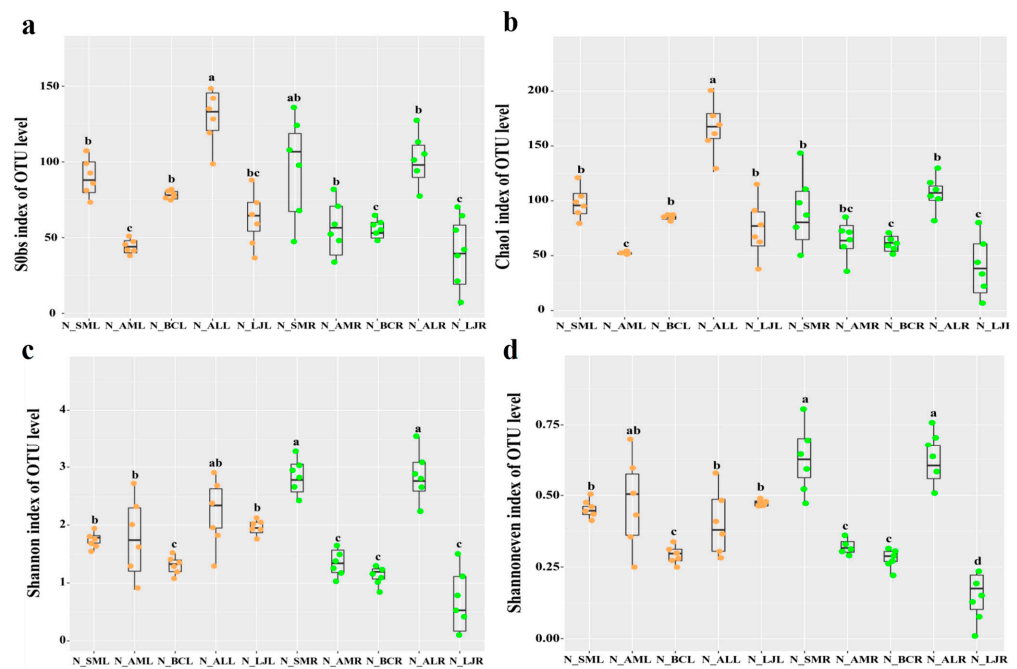 a
S0bs index of OTU level
150
100
50
0
b
b
c
b
a
bc
ab
b
c
b
c
N_SML N_AML N_BCL N_ALL N_LJL N_SMR N_AMR N_BCR N_ALR N_LJR
b
Chao1 index of OTU level
200
150
100
50
0
b
c
b
a
b
b
bc
c
b
c
N_SML N_AML N_BCL N_ALL N_LJL N_SMR N_AMR N_BCR N_ALR N_LJR
c
Shannon index of OTU level
4
3
2
1
0
b
b
c
ab
b
a
c
c
a
c
N_SML N_AML N_BCL N_ALL N_LJL N_SMR N_AMR N_BCR N_ALR N_LJR
d
Shannoneven index of OTU level
0.75
0.50
0.25
0.00
b
ab
c
b
b
a
c
c
a
d
N_SML N_AML N_BCL N_ALL N_LJL N_SMR N_AMR N_BCR N_ALR N_LJR